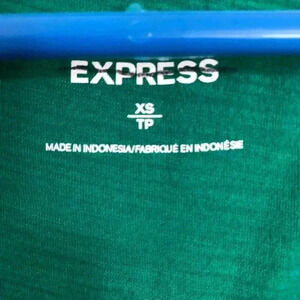 EXPRESS
XS
TP
MADE IN INDONESIA/FABRIQUÉ EN INDONÉSIE